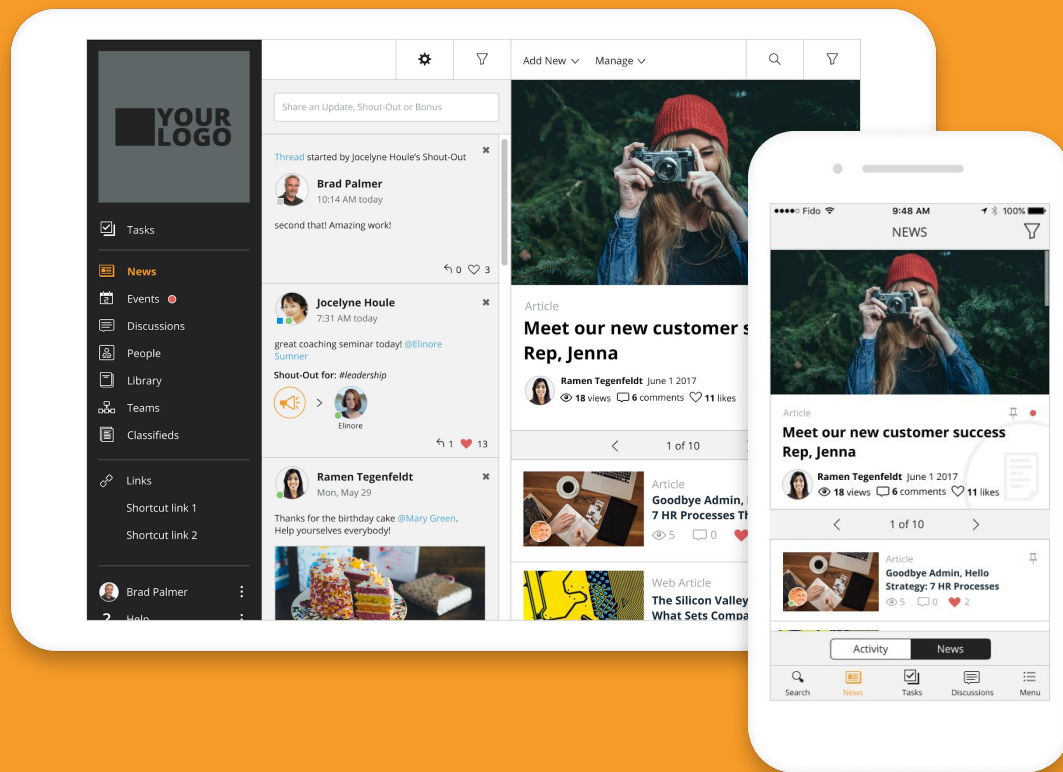 YOUR
LOGO
Tasks
News
Events
Discussions
People
Library
Teams
Classifieds
Links
Shortcut link 1
Shortcut link 2
Brad Palmer
? Help
Share an Update, Shout-Out or Bonus
Thread started by Jocelyne Houle's Shout-Out
Brad Palmer
10:14 AM today
second that! Amazing work!
0 3
Jocelyne Houle
7:31 AM today
great coaching seminar today! @Elinore
Sumner
Shout-Out for: #leadership
Elinore
1 13
Ramen Tegenfeldt
Mon, May 29
Thanks for the birthday cake @Mary Green.
Help yourselves everybody!
Add New Manage
Article
Meet our new customer s
Rep, Jenna
Ramen Tegenfeldt June 1 2017
18 views 6 comments 11 likes
1 of 10
Article
Goodbye Admin,
7 HR Processes Th
5 0
Web Article
The Silicon Valley
What Sets Compa
Fido 9:48 AM 100%
NEWS
Article
Meet our new customer success
Rep, Jenna
Ramen Tegenfeldt June 1 2017
18 views 6 comments 11 likes
1 of 10
Article
Goodbye Admin, Hello
Strategy: 7 HR Processes
5 0 2
Activity News
Search News Tasks Discussions Menu